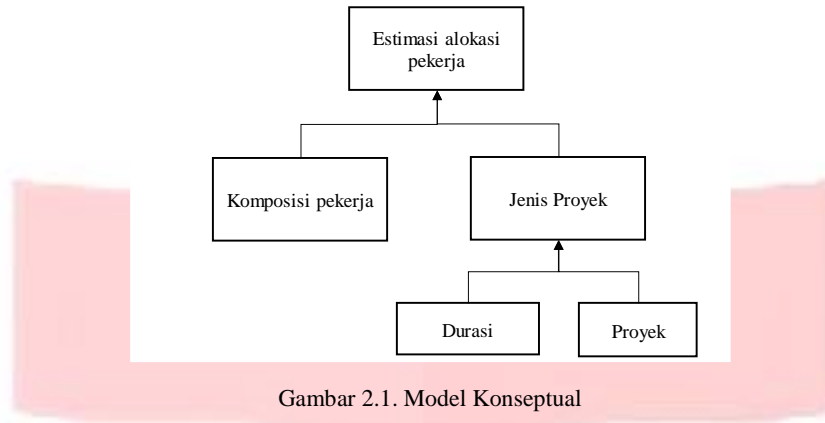 Estimasi alokasi
pekerja
Komposisi pekerja
Jenis Proyek
Durasi
Proyek
Gambar 2.1. Model Konseptual